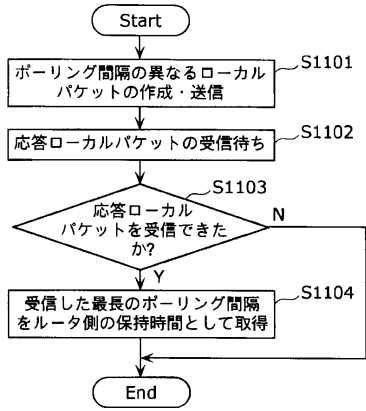 Start
ポーリング間隔の異なるローカル
パケットの作成・送信
S1101
応答ローカルパケットの受信待ち
S1102
S1103
応答ローカル
パケットを受信できた
か?
N
Y
受信した最長のポーリング間隔
をルータ側の保持時間として取得
S1104
End